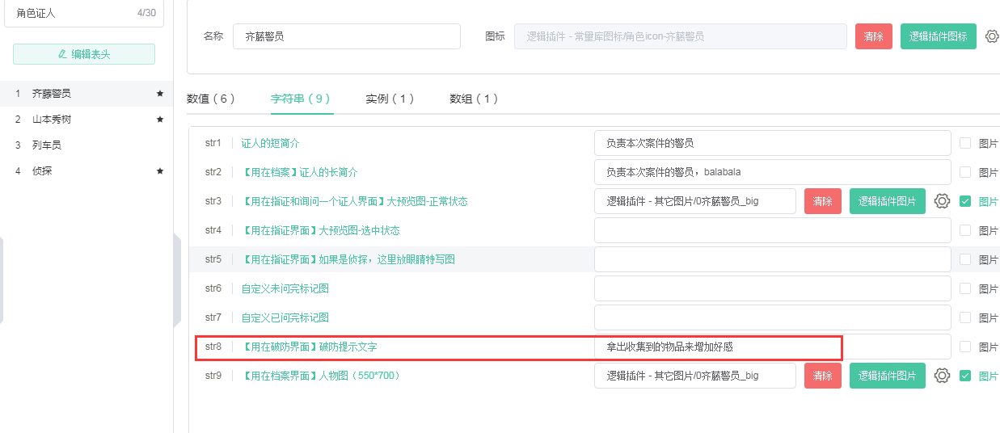 角色证人 4/30
编辑表头
1 齐藤警员 ★
2 山本秀树 ★
3 列车员
4 侦探 ★
名称 齐藤警员 图标 逻辑插件 - 常量库图标/角色icon-齐藤警员 清除 逻辑插件图标
数值（6） 字符串（9） 实例（1） 数组（1）
str1 证人的短简介 负责本次案件的警员 图片
str2 【用在档案】证人的长简介 负责本次案件的警员，balabala 图片
str3 【用在指证和询问一个证人界面】大预览图-正常状态 逻辑插件 - 其它图片/0齐藤警员_big 清除 逻辑插件图片 图片
str4 【用在指证界面】大预览图-选中状态 图片
str5 【用在指证界面】如果是侦探，这里放眼睛特写图 图片
str6 自定义未问完标记图 图片
str7 自定义已问完标记图 图片
str8 【用在破防界面】破防提示文字 拿出收集到的物品来增加好感 图片
str9 【用在档案界面】人物图（550*700） 逻辑插件 - 其它图片/0齐藤警员_big 清除 逻辑插件图片 图片